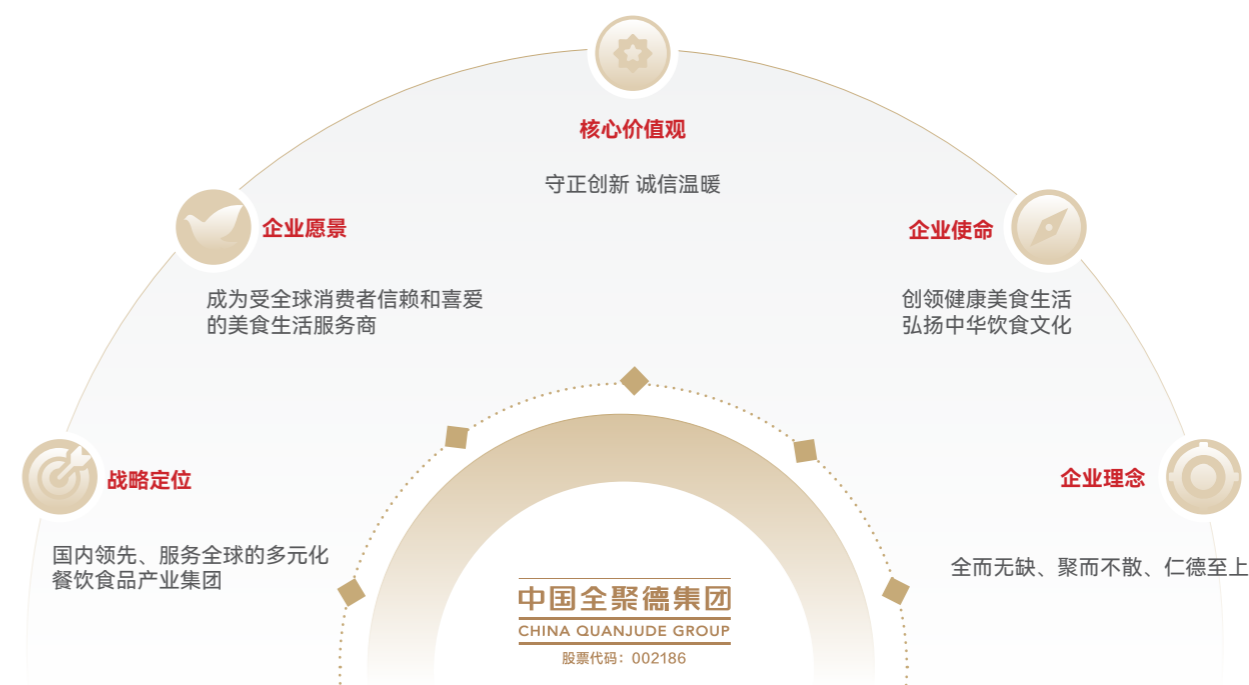 核心价值观
守正创新 诚信温暖
企业愿景
成为受全球消费者信赖和喜爱
的美食生活服务商
企业使命
创领健康美食生活
弘扬中华饮食文化
战略定位
国内领先、服务全球的多元化
餐饮食品产业集团
企业理念
全而无缺、聚而不散、仁德至上
中国全聚德集团
CHINA QUANJUDE GROUP
股票代码：002186